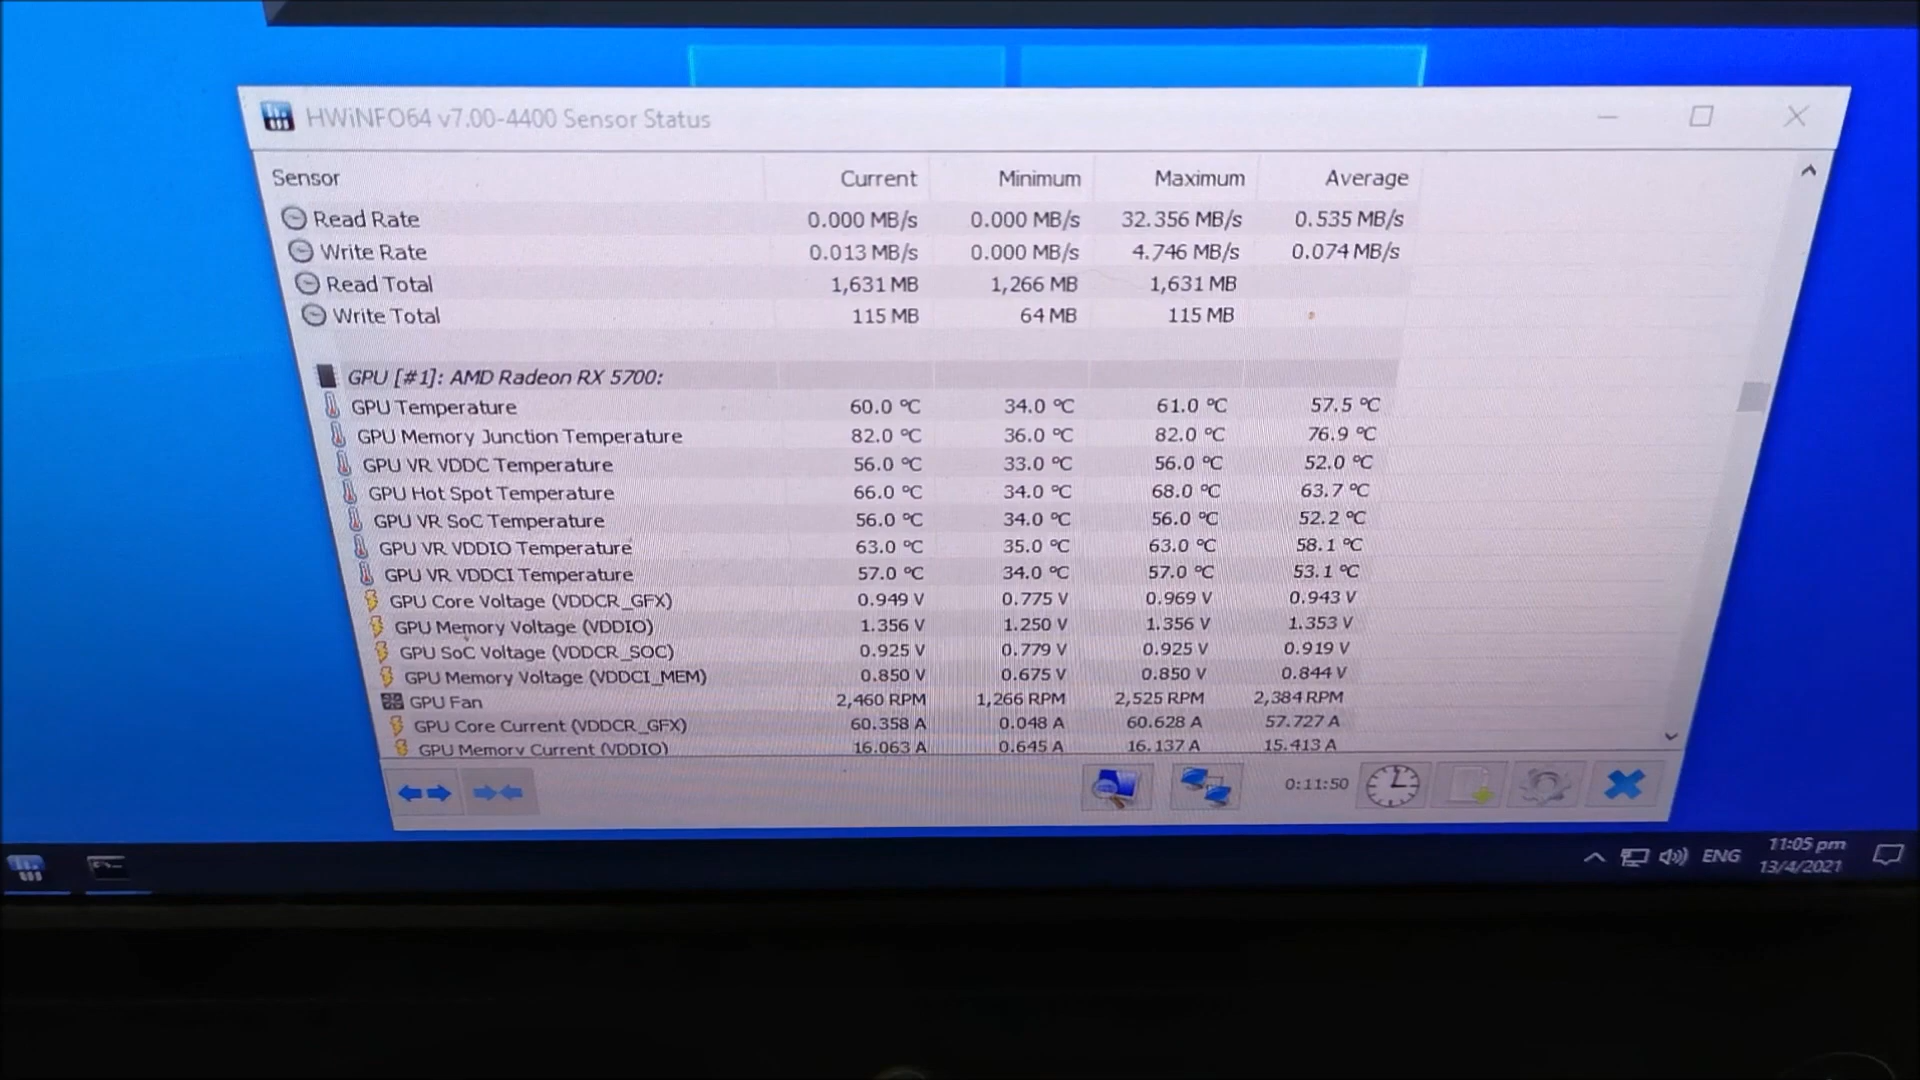 HWiNFO64 v7.00-4400 Sensor Status
Sensor Current Minimum Maximum Average
Read Rate 0.000 MB/s 0.000 MB/s 32.356 MB/s 0.535 MB/s
Write Rate 0.013 MB/s 0.000 MB/s 4.746 MB/s 0.074 MB/s
Read Total 1,631 MB 1,266 MB 1,631 MB
Write Total 115 MB 64 MB 115 MB
GPU [#1]: AMD Radeon RX 5700:
GPU Temperature 60.0 °C 34.0 °C 61.0 °C 57.5 °C
GPU Memory Junction Temperature 82.0 °C 36.0 °C 82.0 °C 76.9 °C
GPU VR VDDC Temperature 56.0 °C 33.0 °C 56.0 °C 52.0 °C
GPU Hot Spot Temperature 66.0 °C 34.0 °C 68.0 °C 63.7 °C
GPU VR SoC Temperature 56.0 °C 34.0 °C 56.0 °C 52.2 °C
GPU VR VDDIO Temperature 63.0 °C 35.0 °C 63.0 °C 58.1 °C
GPU VR VDDCI Temperature 57.0 °C 34.0 °C 57.0 °C 53.1 °C
GPU Core Voltage (VDDCR_GFX) 0.949 V 0.775 V 0.969 V 0.943 V
GPU Memory Voltage (VDDIO) 1.356 V 1.250 V 1.356 V 1.353 V
GPU SoC Voltage (VDDCR_SOC) 0.925 V 0.779 V 0.925 V 0.919 V
GPU Memory Voltage (VDDCI_MEM) 0.850 V 0.675 V 0.850 V 0.844 V
GPU Fan 2,460 RPM 1,266 RPM 2,525 RPM 2,384 RPM
GPU Core Current (VDDCR_GFX) 60.358 A 0.048 A 60.628 A 57.727 A
GPU Memory Current (VDDIO) 16.063 A 0.645 A 16.137 A 15.413 A
0:11:50
ENG 11:05 pm
13/4/2021